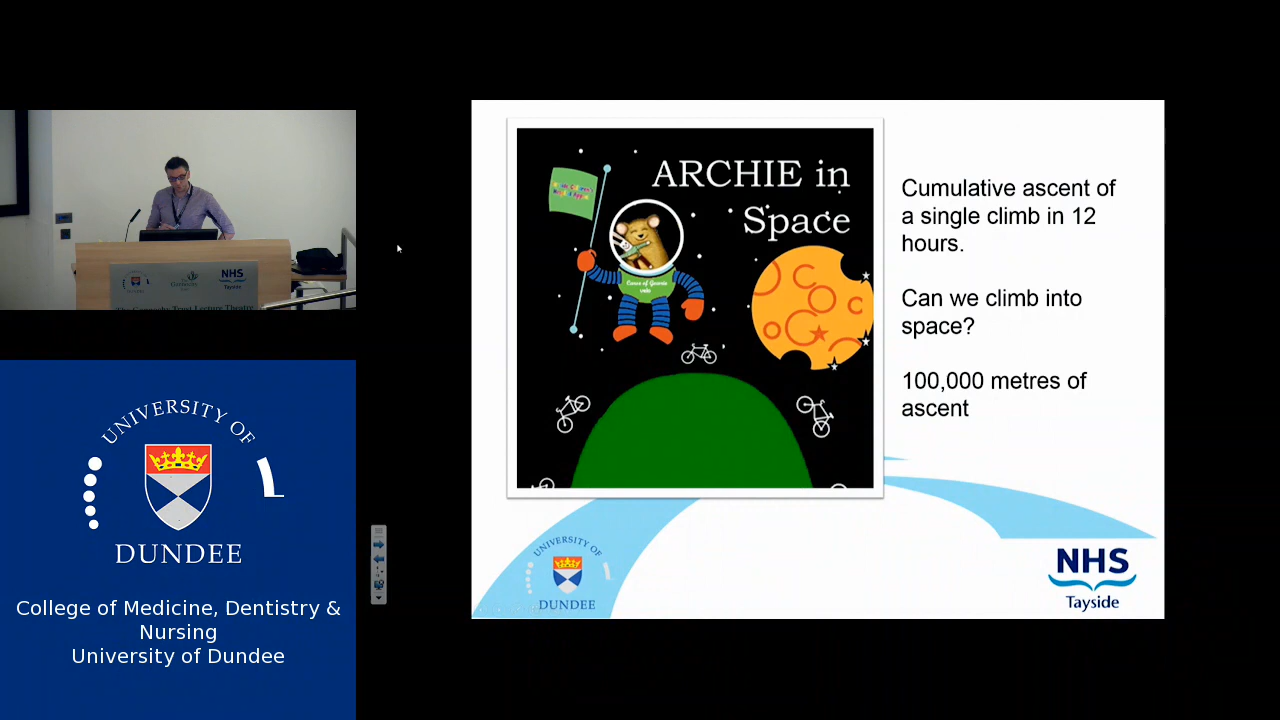 NHS
UNIVERSITY OF
DUNDEE
College of Medicine, Dentistry &
Nursing
University of Dundee
ARCHIE in
Space
Cumulative ascent of
a single climb in 12
hours.
Can we climb into
space?
100,000 metres of
ascent
UNIVERSITY OF
DUNDEE
NHS
Tayside